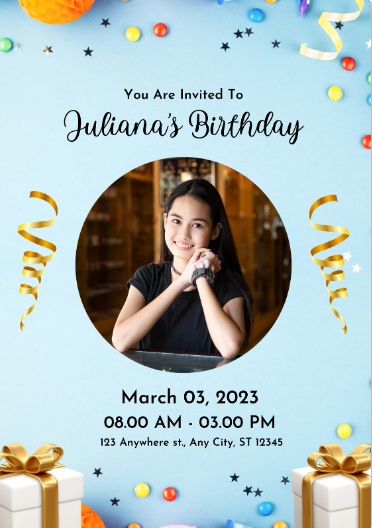 You Are Invited To
Juliana's Birthday
March 03, 2023
08.00 AM - 03.00 PM
123 Anywhere st., Any City, ST 12345